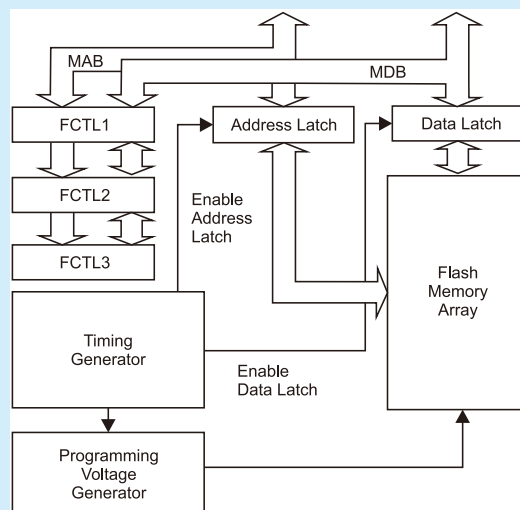 MAB
MDB
FCTL1
Address Latch
Data Latch
FCTL2
Enable
Address
Latch
FCTL3
Flash
Memory
Array
Timing
Generator
Enable
Data Latch
Programming
Voltage
Generator